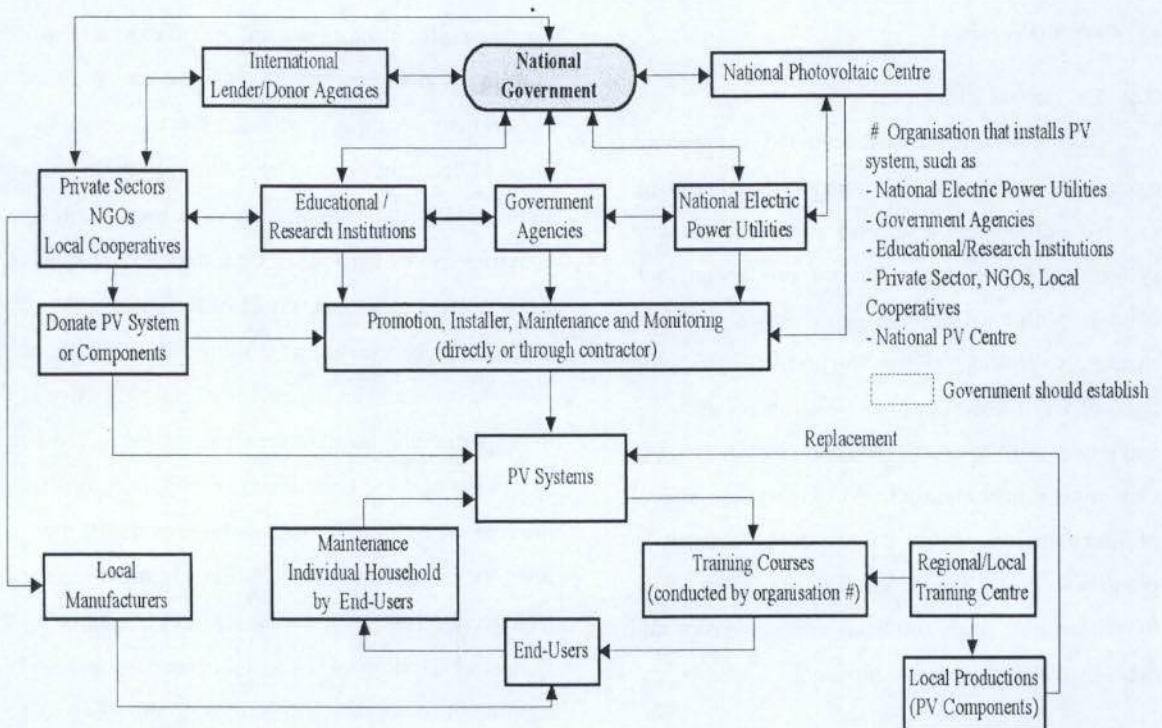 International
Lender/Donor Agencies
National
Government
National Photovoltaic Centre
# Organisation that installs PV
system, such as
- National Electric Power Utilities
- Government Agencies
- Educational/Research Institutions
- Private Sector, NGOs, Local
Cooperatives
- National PV Centre
Government should establish
Private Sectors
NGOs
Local Cooperatives
Educational /
Research Institutions
Government
Agencies
National Electric
Power Utilities
Donate PV System
or Components
Promotion, Installer, Maintenance and Monitoring
(directly or through contractor)
Replacement
PV Systems
Local
Manufacturers
Maintenance
Individual Household
by End-Users
Training Courses
(conducted by organisation #)
Regional/Local
Training Centre
End-Users
Local Productions
(PV Components)